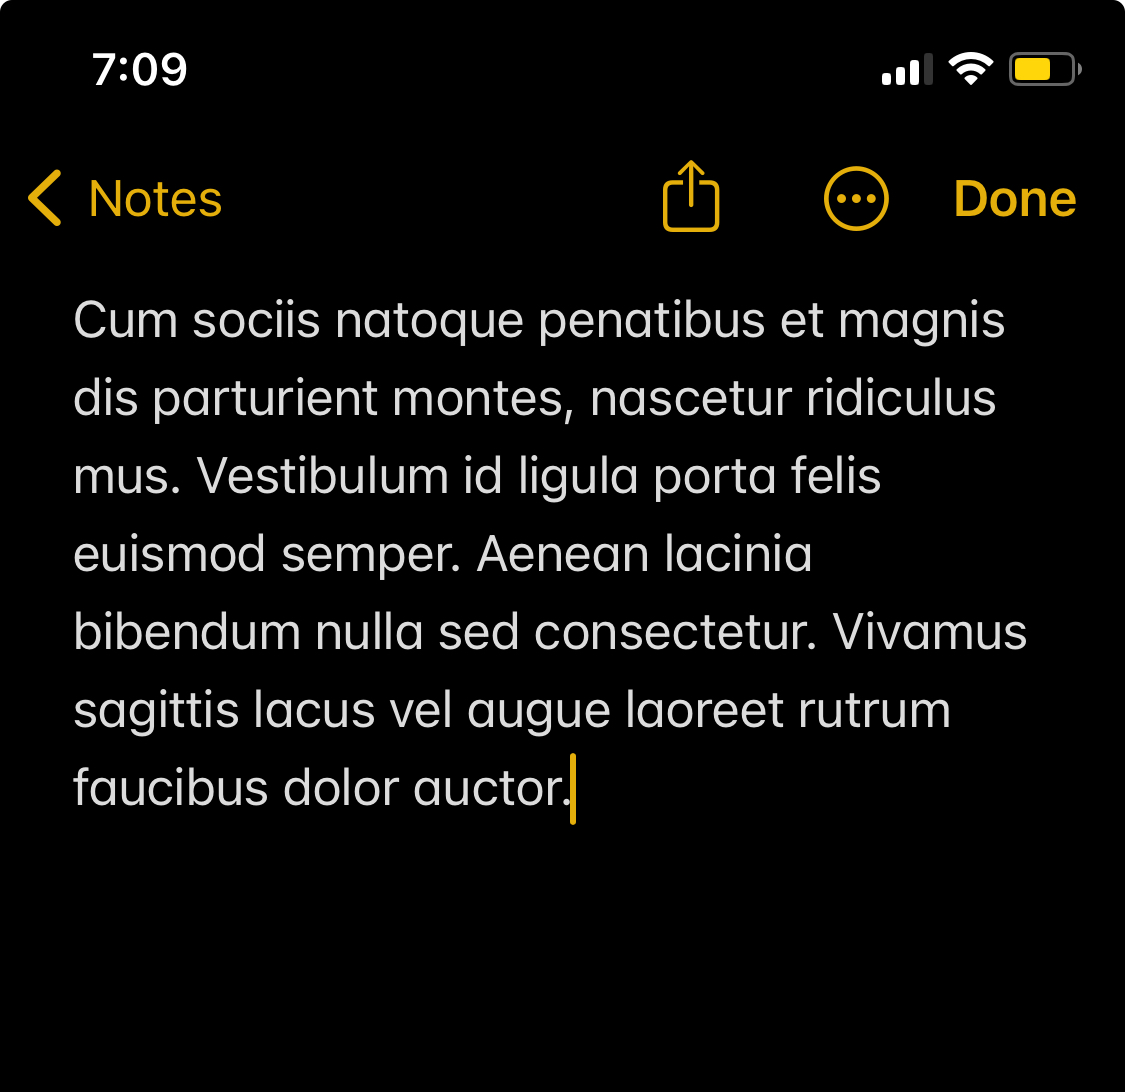 7:09
Notes Done
Cum sociis natoque penatibus et magnis
dis parturient montes, nascetur ridiculus
mus. Vestibulum id ligula porta felis
euismod semper. Aenean lacinia
bibendum nulla sed consectetur. Vivamus
sagittis lacus vel augue laoreet rutrum
faucibus dolor auctor.